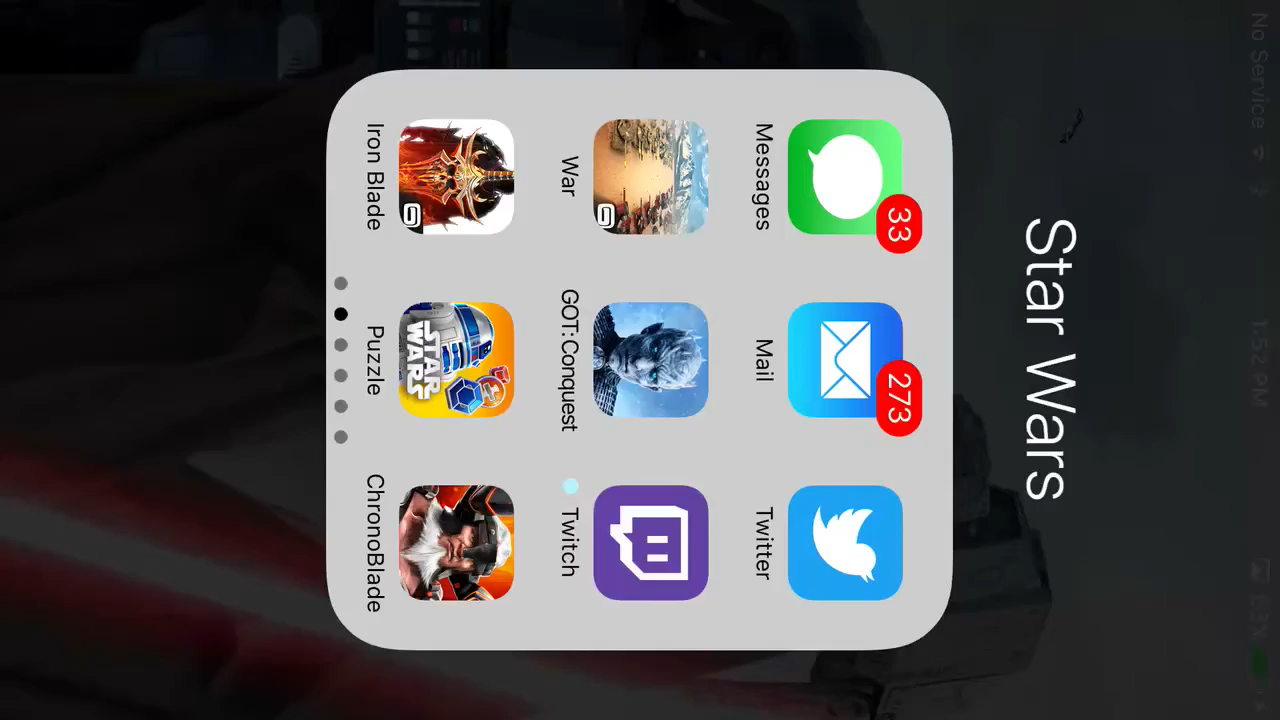 No Service
1:52 PM
63%
Star Wars
33
273
Messages
Mail
Twitter
War
GOT:Conquest
Twitch
STAR
WARS
Iron Blade
Puzzle
ChronoBlade